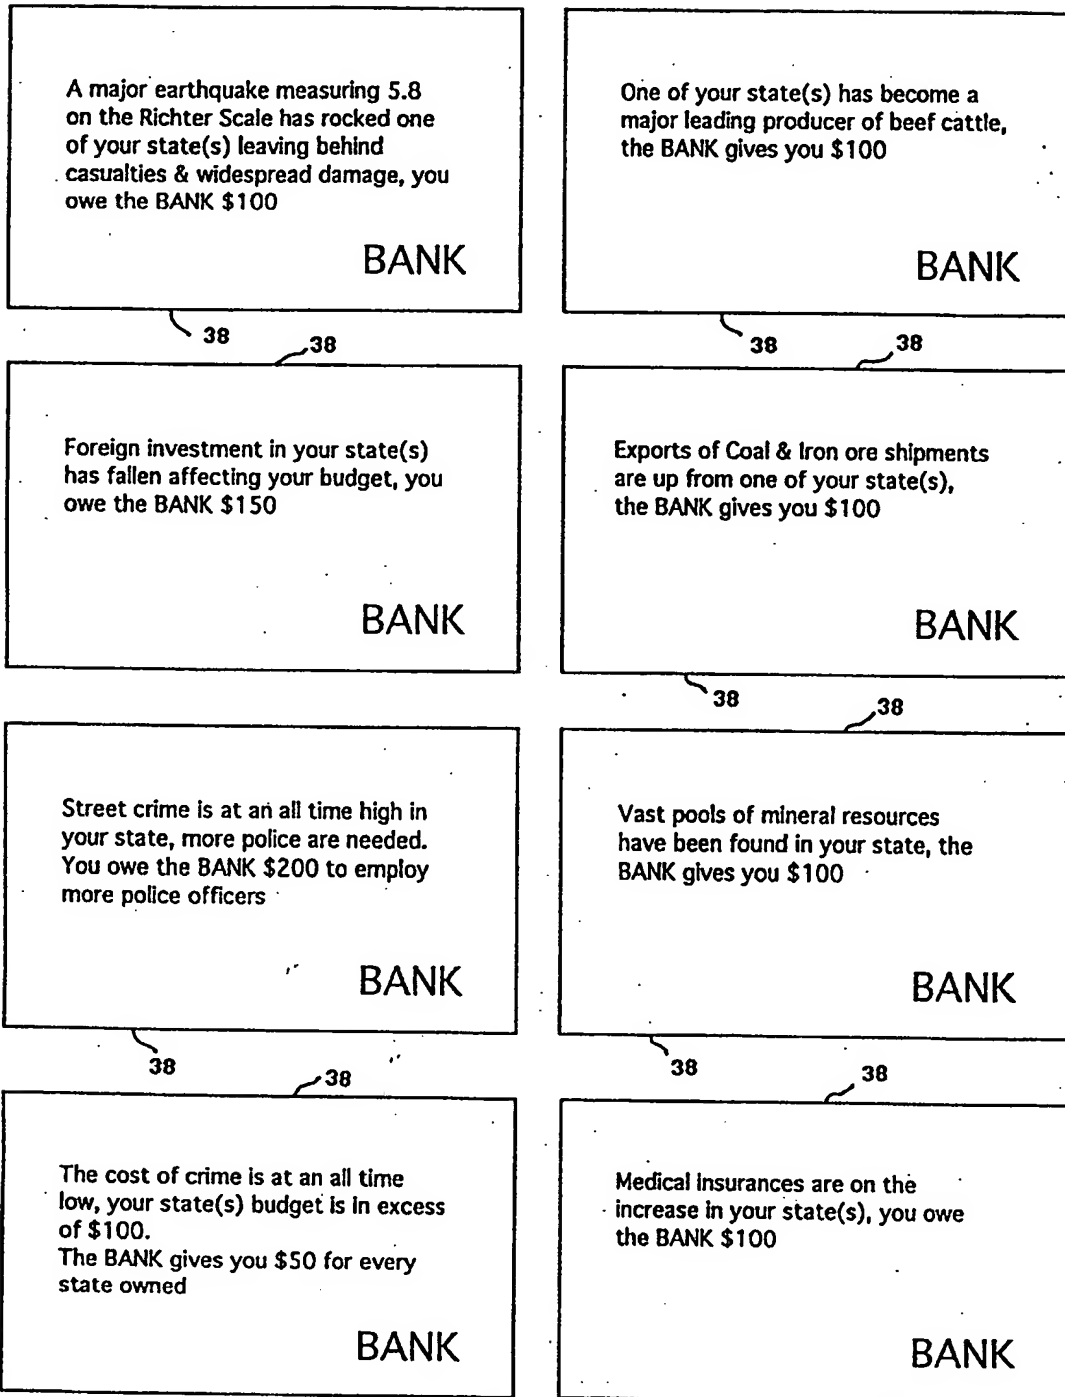 A major earthquake measuring 5.8
on the Richter Scale has rocked one
of your state(s) leaving behind
casualties & widespread damage, you
owe the BANK $100
BANK
38
One of your state(s) has become a
major leading producer of beef cattle,
the BANK gives you $100
BANK
38
38
Foreign investment in your state(s)
has fallen affecting your budget, you
owe the BANK $150
BANK
38
Exports of Coal & Iron ore shipments
are up from one of your state(s),
the BANK gives you $100
BANK
38
Street crime is at an all time high in
your state, more police are needed.
You owe the BANK $200 to employ
more police officers
BANK
38
38
Vast pools of mineral resources
have been found in your state, the
BANK gives you $100
BANK
38
38
The cost of crime is at an all time
low, your state(s) budget is in excess
of $100.
The BANK gives you $50 for every
state owned
BANK
38
Medical insurances are on the
increase in your state(s), you owe
the BANK $100
BANK